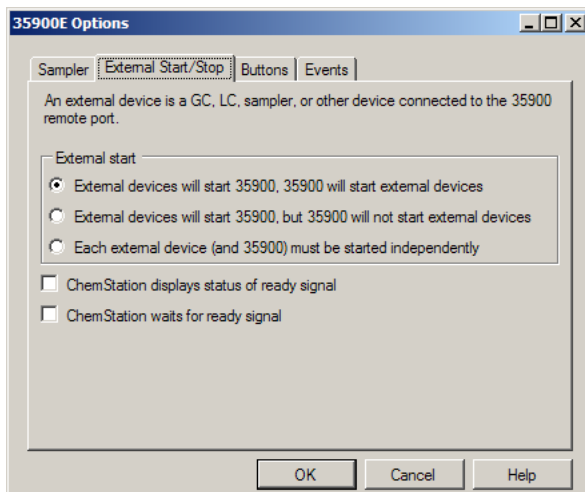 35900E Options
Sampler External Start/Stop Buttons Events
An external device is a GC, LC, sampler, or other device connected to the 35900
remote port.
External start
External devices will start 35900, 35900 will start external devices
External devices will start 35900, but 35900 will not start external devices
Each external device (and 35900) must be started independently
ChemStation displays status of ready signal
ChemStation waits for ready signal
OK Cancel Help